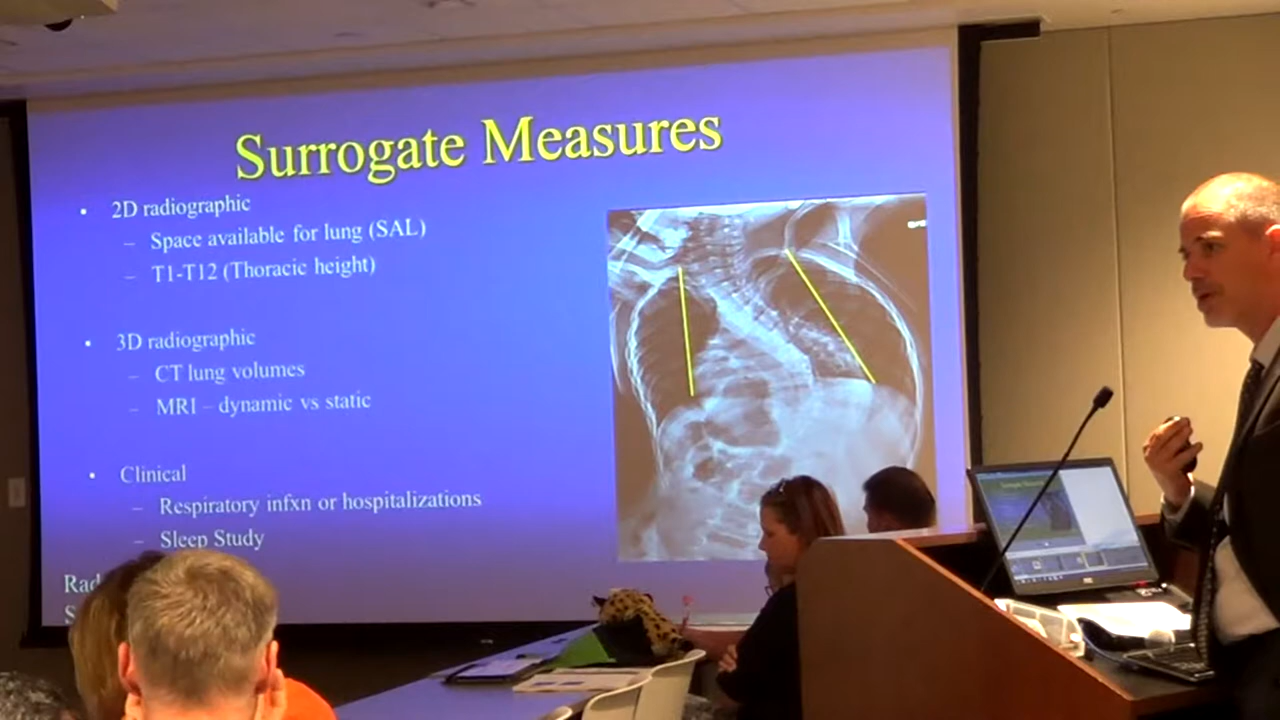 Surrogate Measures
• 2D radiographic
– Space available for lung (SAL)
– T1-T12 (Thoracic height)
• 3D radiographic
– CT lung volumes
– MRI – dynamic vs static
• Clinical
– Respiratory infxn or hospitalizations
– Sleep Study
Rad
S